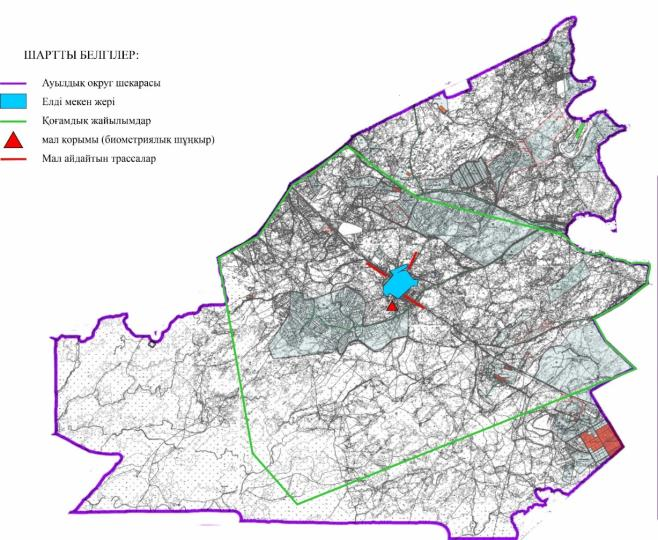 ШАРТТЫ БЕЛГІЛЕР:
Ауылдық округ шекарасы
Елді мекен жері
Қоғамдық жайылымдар
мал қорымы (биометриялық шұңқыр)
Мал айдайтын трассалар